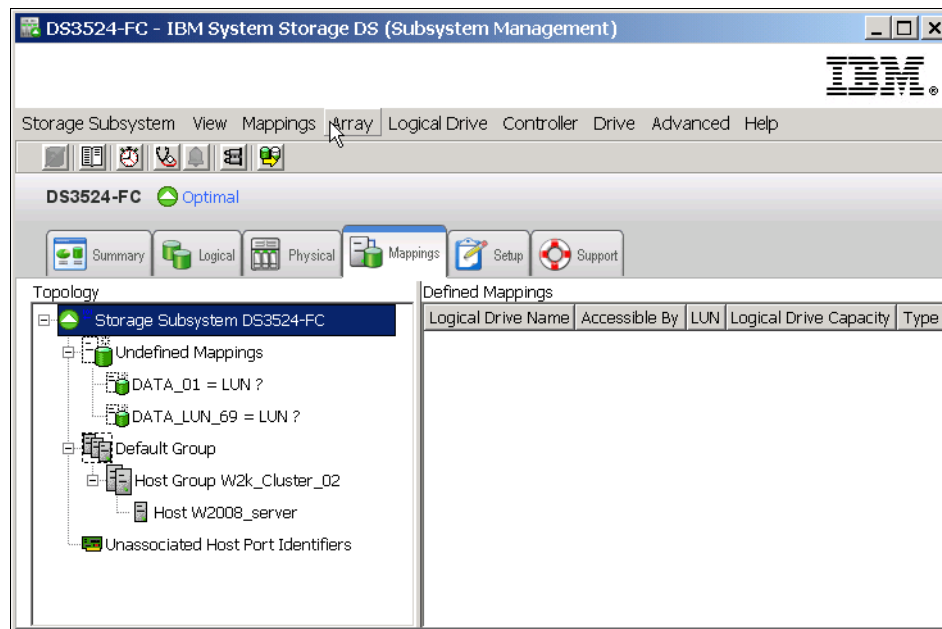 DS3524-FC - IBM System Storage DS (Subsystem Management)
IBM®
Storage Subsystem View Mappings Array Logical Drive Controller Drive Advanced Help
DS3524-FC Optimal
Summary Logical Physical Mappings Setup Support
Topology
Storage Subsystem DS3524-FC
Undefined Mappings
DATA_01 = LUN ?
DATA_LUN_69 = LUN ?
Default Group
Host Group W2k_Cluster_02
Host W2008_server
Unassociated Host Port Identifiers
Defined Mappings
Logical Drive Name Accessible By LUN Logical Drive Capacity Type